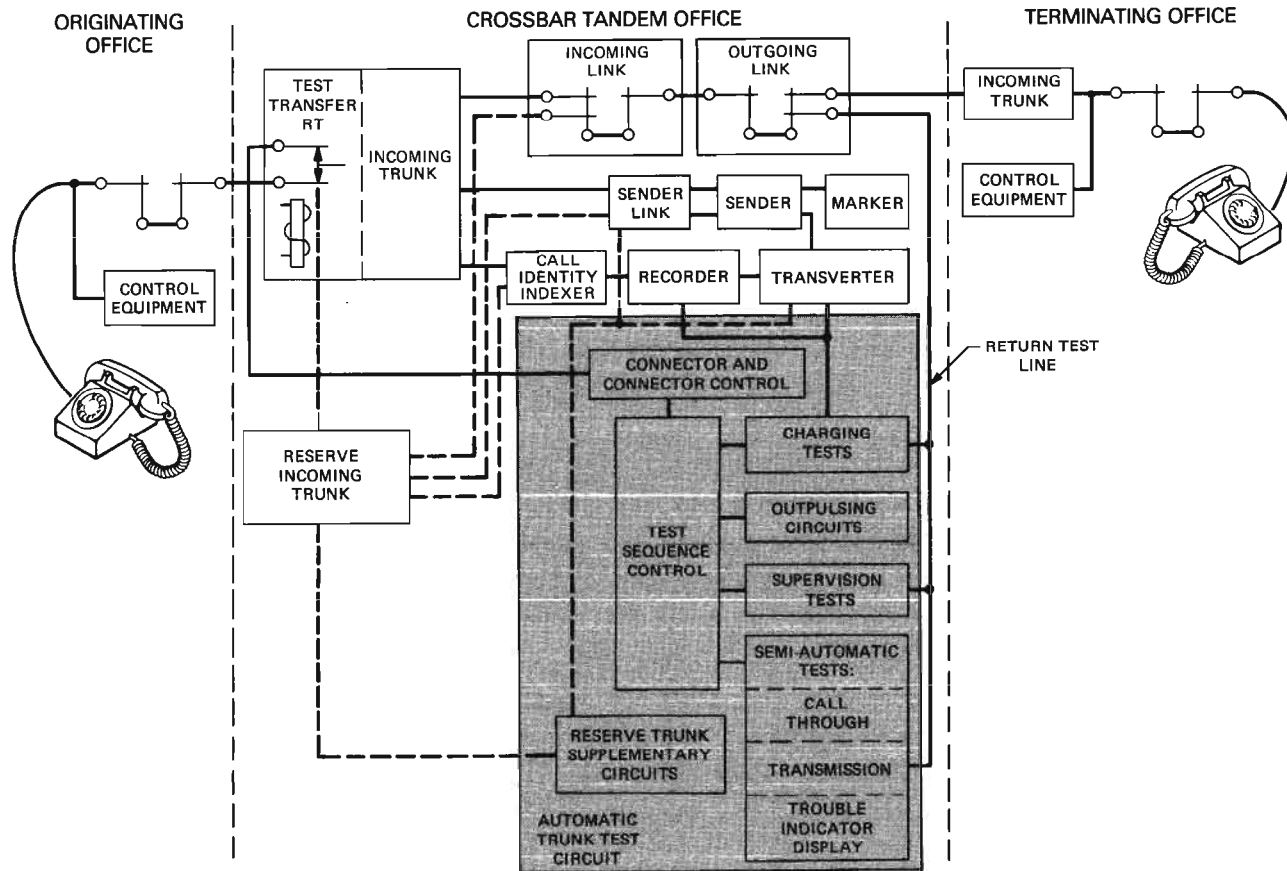 ORIGINATING
OFFICE
CROSSBAR TANDEM OFFICE
TERMINATING OFFICE
TEST
TRANSFER
RT
INCOMING
TRUNK
INCOMING
LINK
OUTGOING
LINK
INCOMING
TRUNK
CONTROL
EQUIPMENT
SENDER
LINK
SENDER
MARKER
CALL
IDENTITY
INDEXER
RECORDER
TRANSVERTER
CONTROL
EQUIPMENT
RETURN TEST
LINE
CONNECTOR AND
CONNECTOR CONTROL
RESERVE
INCOMING
TRUNK
TEST
SEQUENCE
CONTROL
CHARGING
TESTS
OUTPULSING
CIRCUITS
SUPERVISION
TESTS
SEMI-AUTOMATIC
TESTS:
CALL
THROUGH
TRANSMISSION
TROUBLE
INDICATOR
DISPLAY
RESERVE TRUNK
SUPPLEMENTARY
CIRCUITS
AUTOMATIC
TRUNK TEST
CIRCUIT